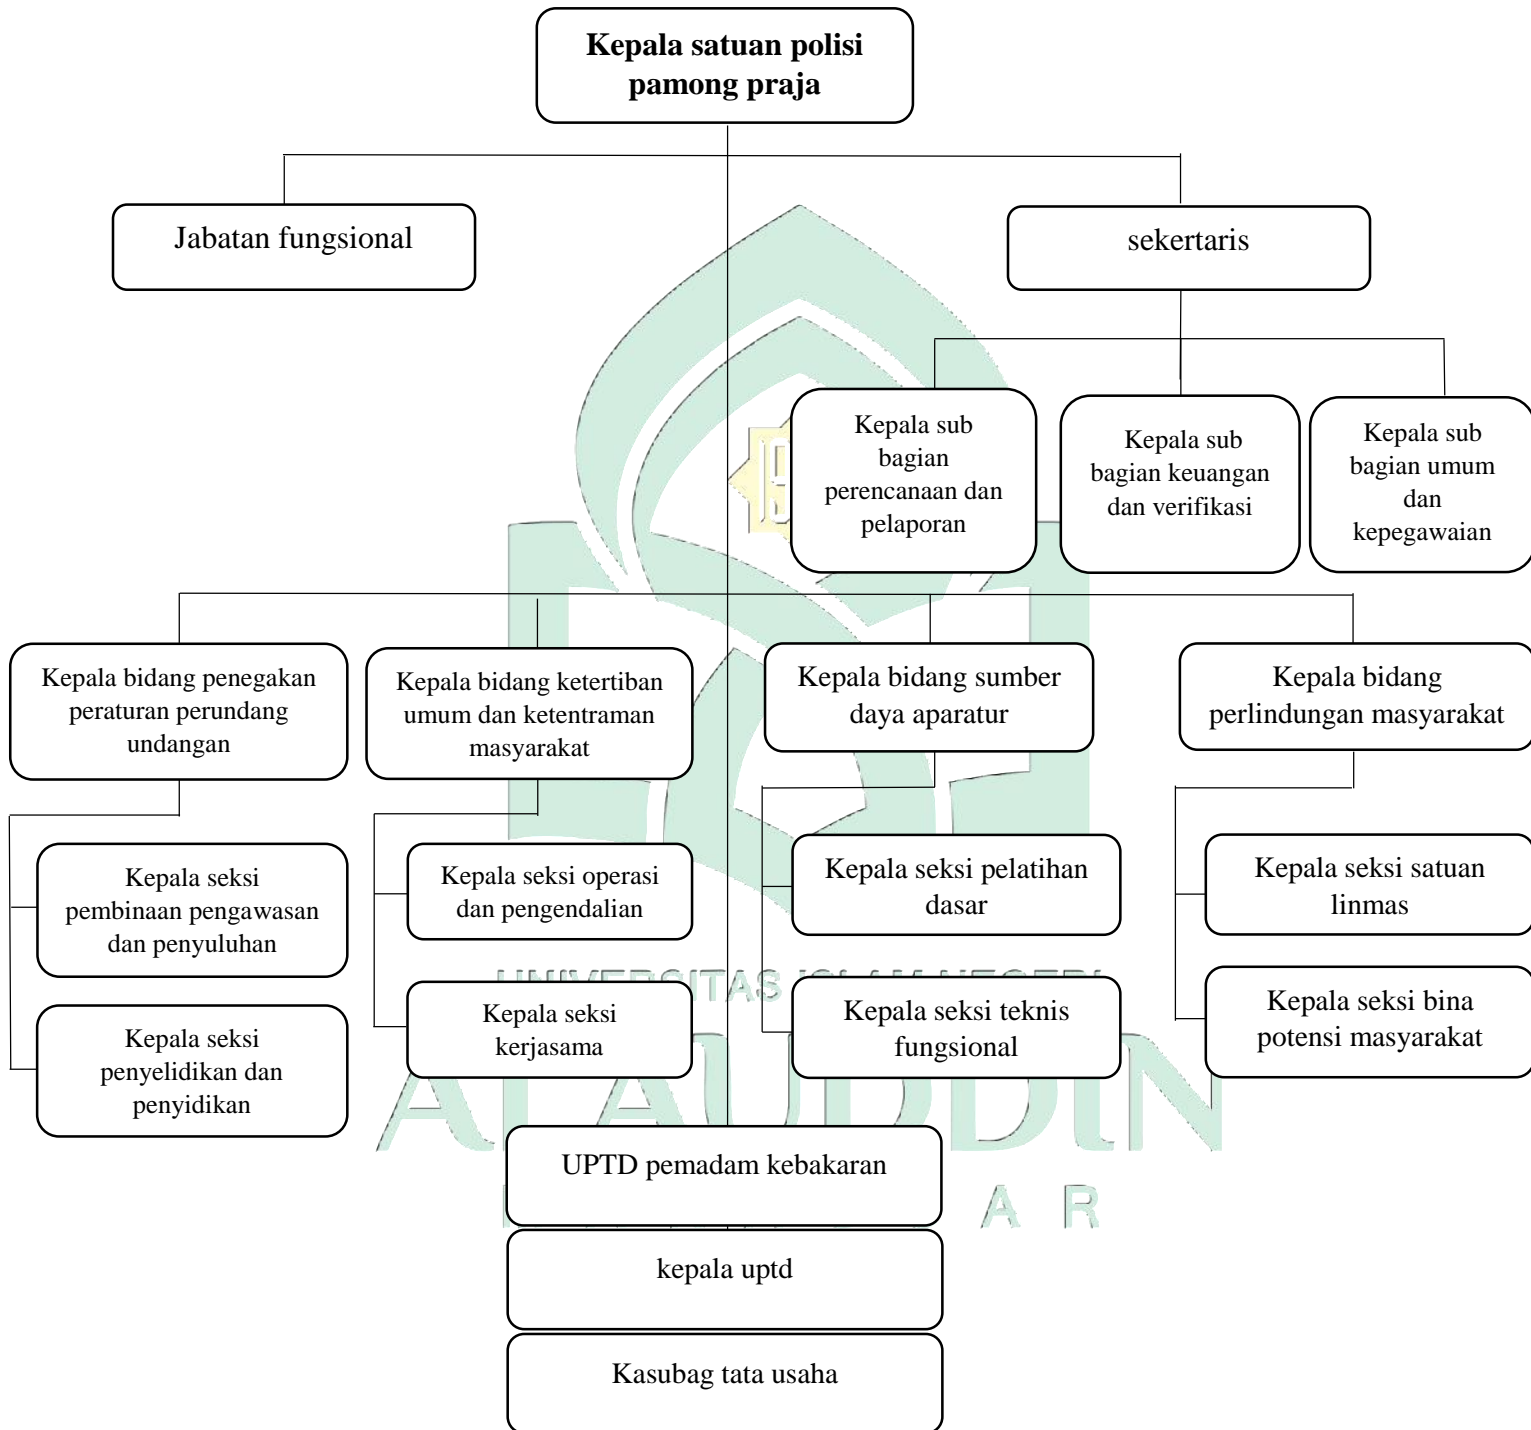 Kepala satuan polisi
pamong praja
Jabatan fungsional
sekertaris
Kepala sub
bagian
perencanaan dan
pelaporan
Kepala sub
bagian keuangan
dan verifikasi
Kepala sub
bagian umum
dan
kepegawaian
Kepala bidang penegakan
peraturan perundang
undangan
Kepala bidang ketertiban
umum dan ketentraman
masyarakat
Kepala bidang sumber
daya aparatur
Kepala bidang
perlindungan masyarakat
Kepala seksi
pembinaan pengawasan
dan penyuluhan
Kepala seksi operasi
dan pengendalian
Kepala seksi pelatihan
dasar
Kepala seksi satuan
linmas
Kepala seksi
penyelidikan dan
penyidikan
Kepala seksi
kerjasama
Kepala seksi teknis
fungsional
Kepala seksi bina
potensi masyarakat
UNIVERSITAS ISLAM NEGERI
ALAUDDIN
UPTD pemadam kebakaran
kepala uptd
Kasubag tata usaha